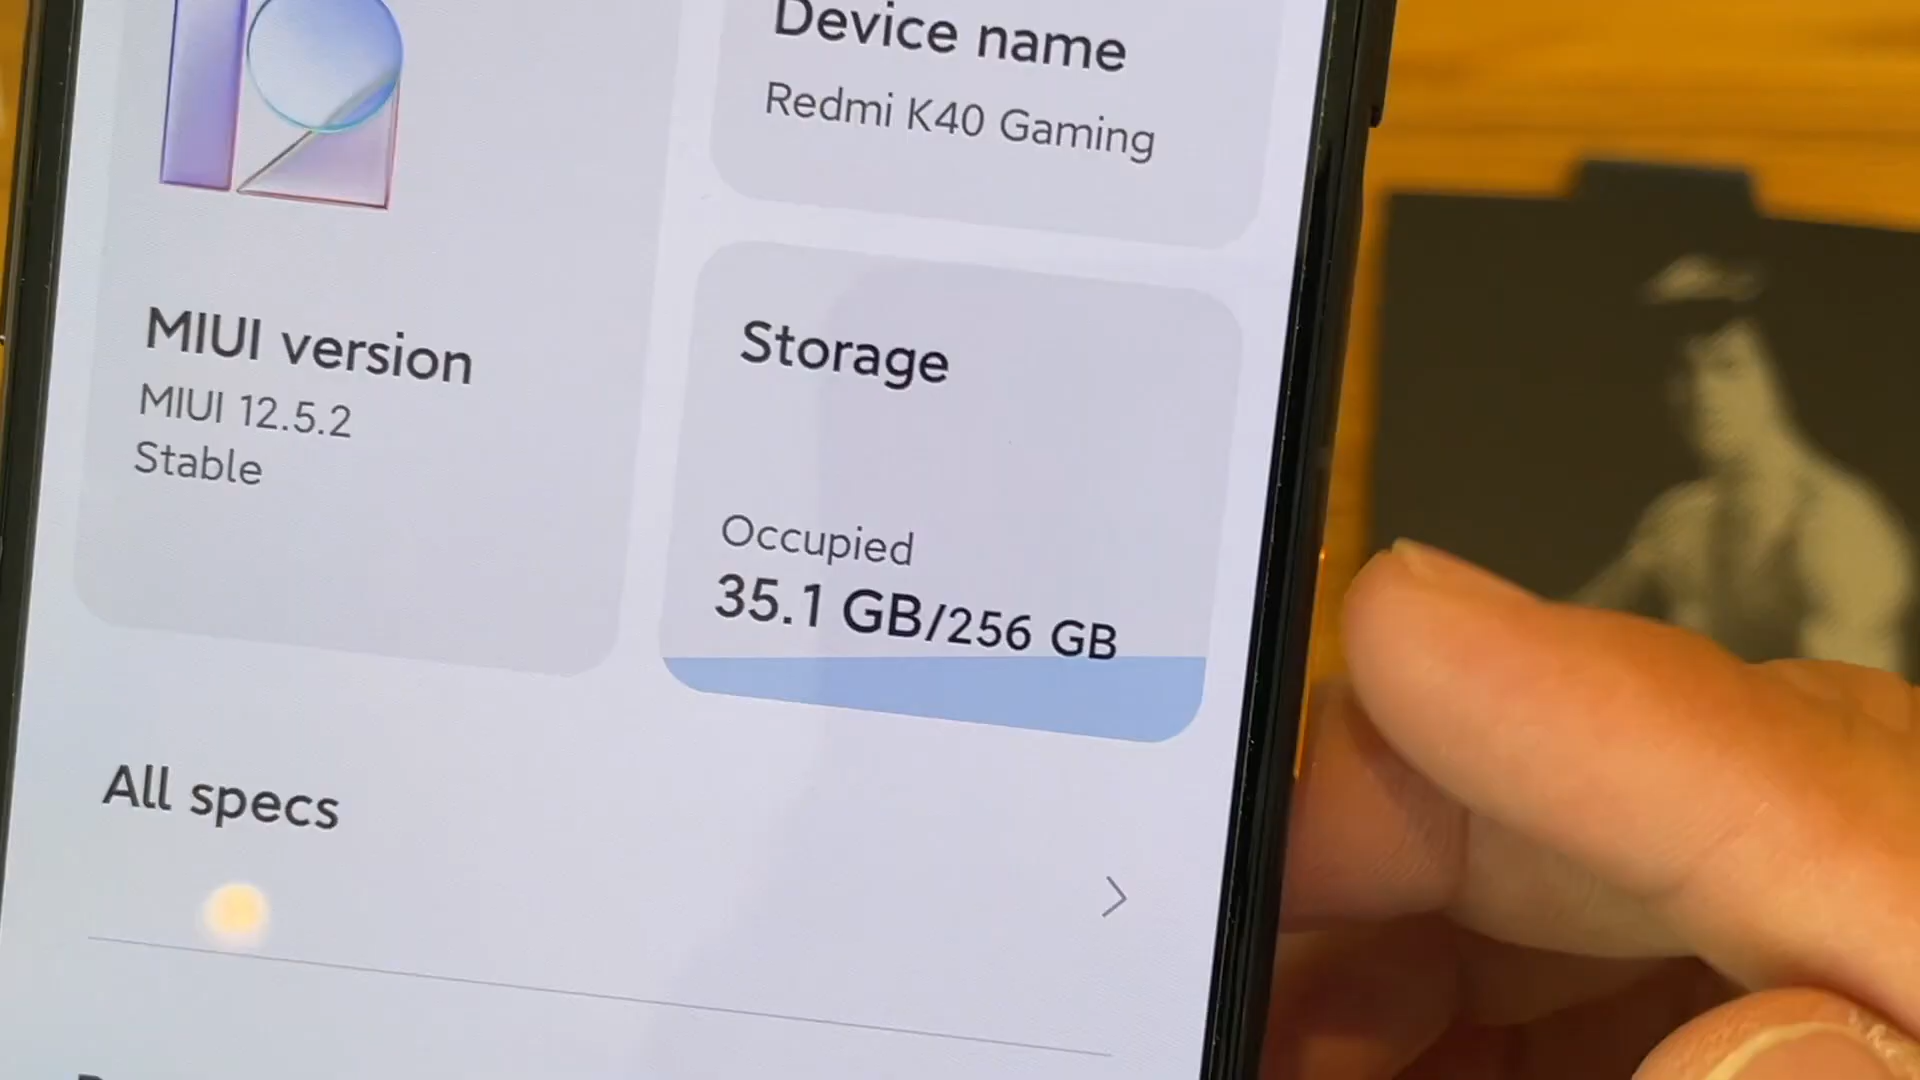 12
Device name
Redmi K40 Gaming
MIUI version
MIUI 12.5.2
Stable
Storage
Occupied
35.1 GB/256 GB
All specs